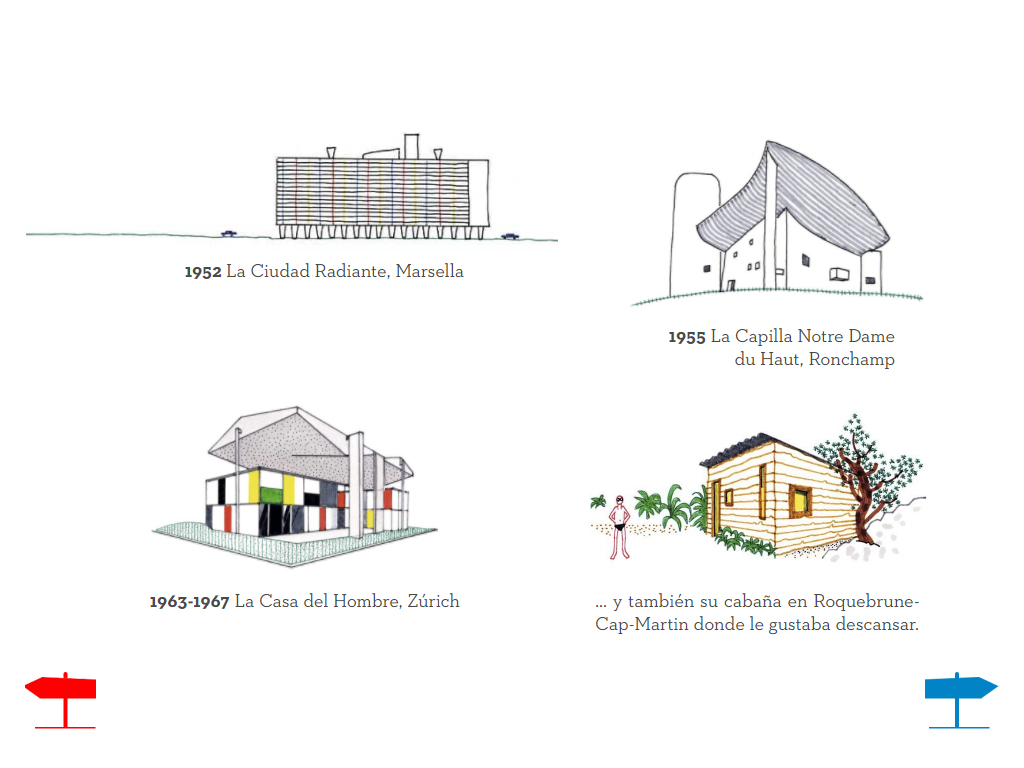 1952 La Ciudad Radiante, Marsella
1955 La Capilla Notre Dame
du Haut, Ronchamp
1963-1967 La Casa del Hombre, Zúrich
... y también su cabaña en Roquebrune-
Cap-Martin donde le gustaba descansar.